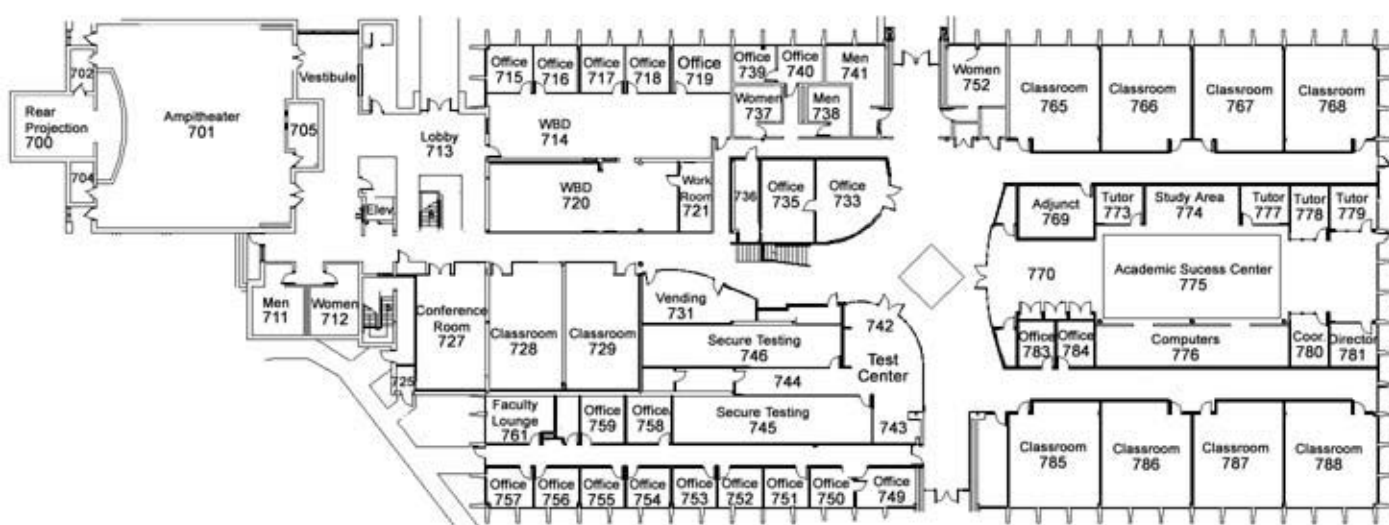 702
Rear
Projection
700
704
Ampitheater
701
705
Vestibule
Lobby
713
Elev
Men
711
Women
712
Office
715
Office
716
Office
717
Office
718
Office
719
WBD
714
WBD
720
Work
Room
721
Office
739
Office
740
Men
741
Women
737
Men
738
736
Office
735
Office
733
Women
752
Classroom
765
Classroom
766
Classroom
767
Classroom
768
Adjunct
769
Tutor
773
Study Area
774
Tutor
777
Tutor
778
Tutor
779
770
Academic Sucess Center
775
Office
783
Office
784
Computers
776
Coor.
780
Director
781
Conference
Room
727
Classroom
728
Classroom
729
Vending
731
742
Secure Testing
746
Test
Center
744
725
Faculty
Lounge
761
Office
759
Office
758
Secure Testing
745
743
Office
757
Office
756
Office
755
Office
754
Office
753
Office
752
Office
751
Office
750
Office
749
Classroom
785
Classroom
786
Classroom
787
Classroom
788